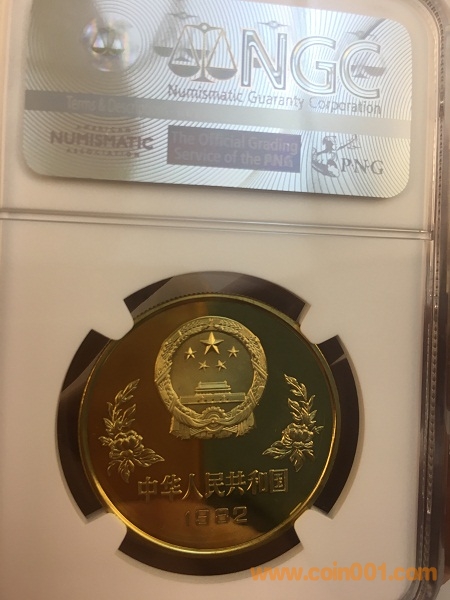 NGC
Numismatic Guaranty Corporation
NUMISMATIC
ASSOCIATION
The Official Grading
Service of the PNG
PNG
中华人民共和国
1982
www.coin001.com